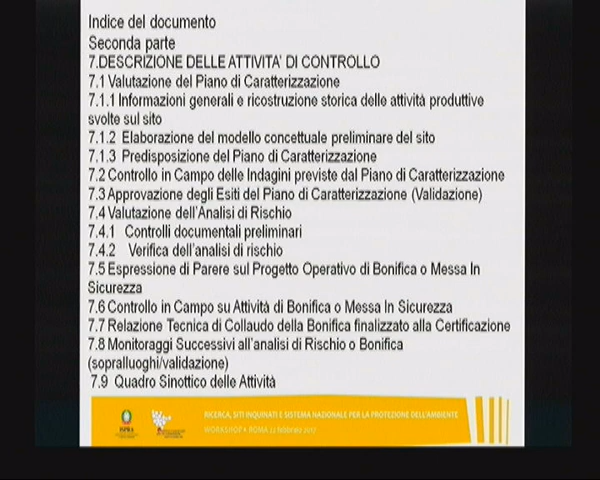 Indice del documento
Seconda parte
7.DESCRIZIONE DELLE ATTIVITA' DI CONTROLLO
7.1 Valutazione del Piano di Caratterizzazione
7.1.1 Informazioni generali e ricostruzione storica delle attività produttive
svolte sul sito
7.1.2 Elaborazione del modello concettuale preliminare del sito
7.1.3 Predisposizione del Piano di Caratterizzazione
7.2 Controllo in Campo delle Indagini previste dal Piano di Caratterizzazione
7.3 Approvazione degli Esiti del Piano di Caratterizzazione (Validazione)
7.4 Valutazione dell'Analisi di Rischio
7.4.1 Controlli documentali preliminari
7.4.2 Verifica dell'analisi di rischio
7.5 Espressione di Parere sul Progetto Operativo di Bonifica o Messa In
Sicurezza
7.6 Controllo in Campo su Attività di Bonifica o Messa In Sicurezza
7.7 Relazione Tecnica di Collaudo della Bonifica finalizzato alla Certificazione
7.8 Monitoraggi Successivi all'analisi di Rischio o Bonifica
(sopralluoghi/validazione)
7.9 Quadro Sinottico delle Attività
RICERCA, SITI INQUINATI E SISTEMA NAZIONALE PER LA PROTEZIONE DELL'AMBIENTE
WORKSHOP • ROMA 22 febbraio 2017
ISPRA